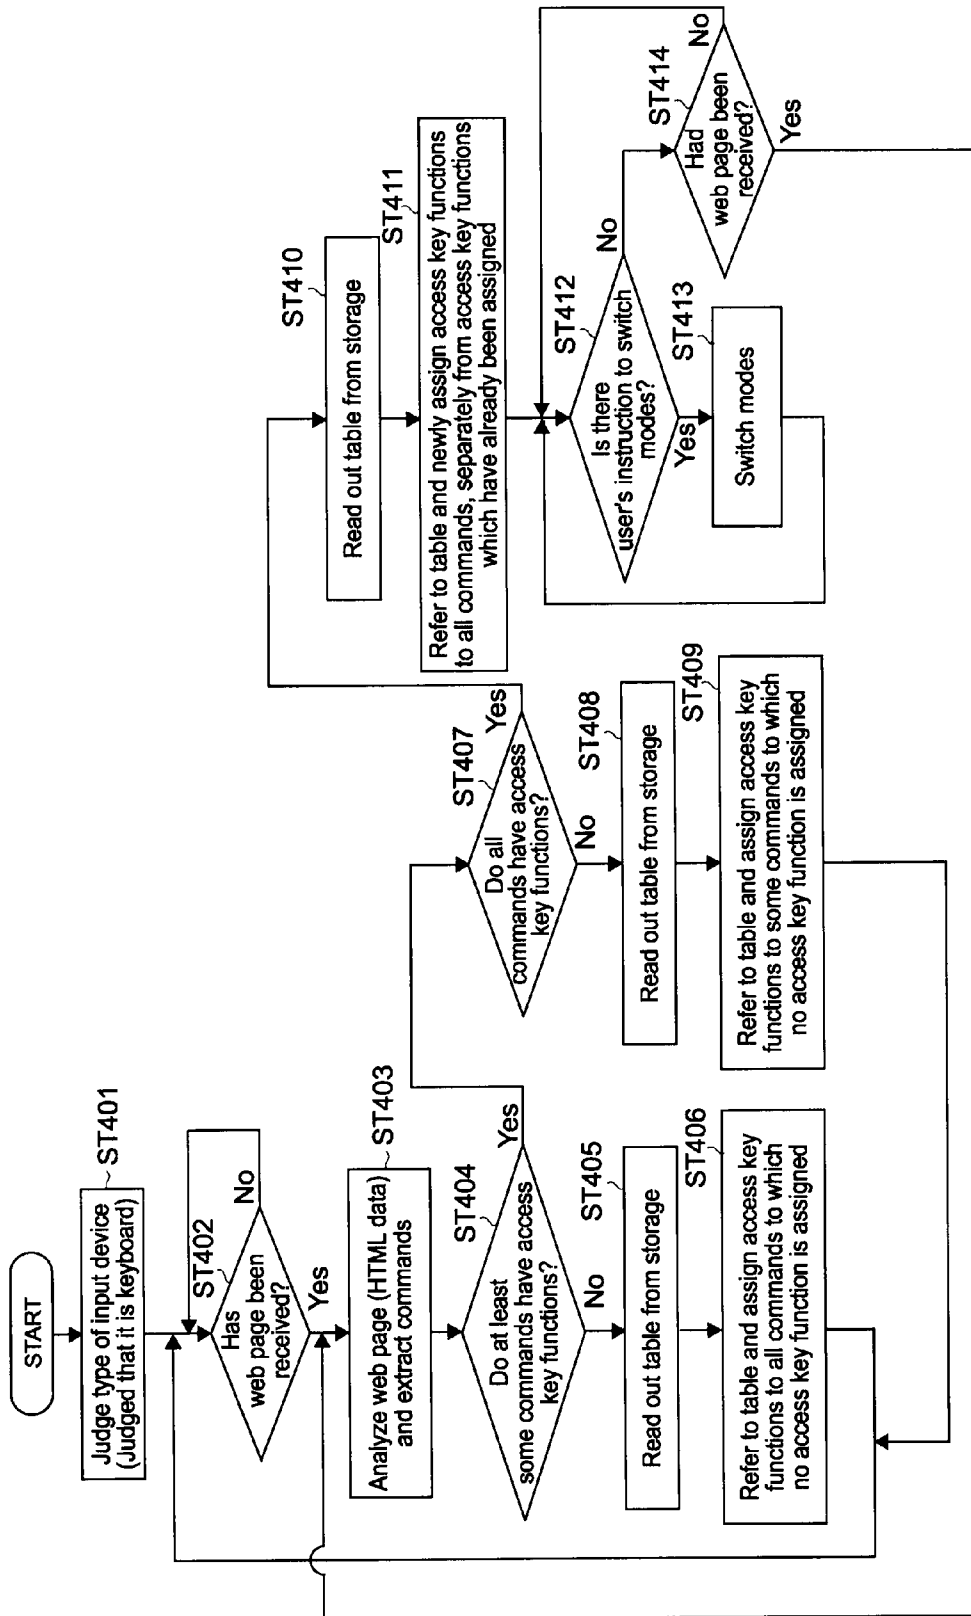 START
ST401
Judge type of input device
(Judged that it is keyboard)
ST402
Has
web page been
received?
No
Yes
ST403
Analyze web page (HTML data)
and extract commands
ST404
Do at least
some commands have access
key functions?
Yes
No
ST405
Read out table from storage
ST406
Refer to table and assign access key
functions to all commands to which
no access key function is assigned
ST407
Do all
commands have access
key functions?
Yes
No
ST408
Read out table from storage
ST409
Refer to table and assign access key
functions to some commands to which
no access key function is assigned
ST410
Read out table from storage
ST411
Refer to table and newly assign access key functions
to all commands, separately from access key functions
which have already been assigned
ST412
Is there
user's instruction to switch
modes?
No
Yes
ST413
Switch modes
ST414
Had
web page been
received?
No
Yes